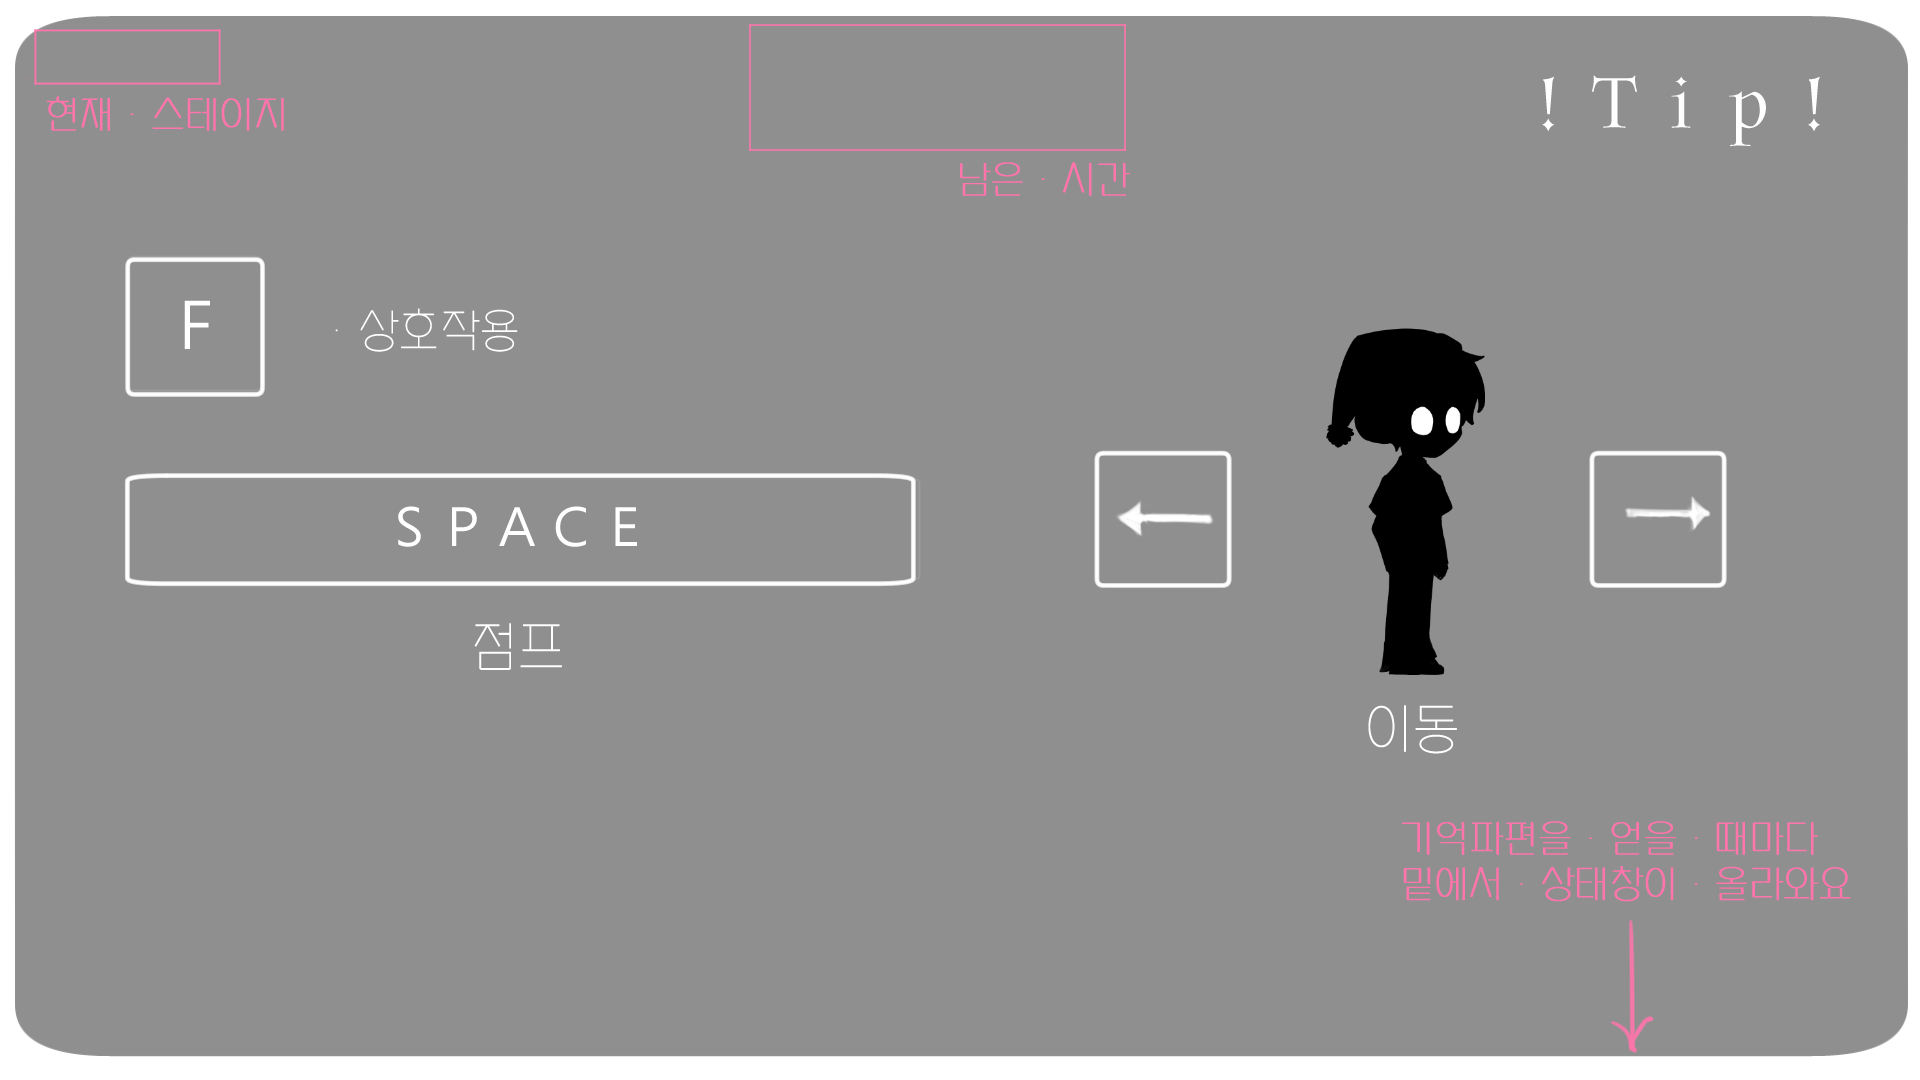 현재 · 스테이지
남은 · 시간
! T i p !
F
· 상호작용
S P A C E
점프
이동
기억파편을 · 얻을 · 때마다
밑에서 · 상태창이 · 올라와요